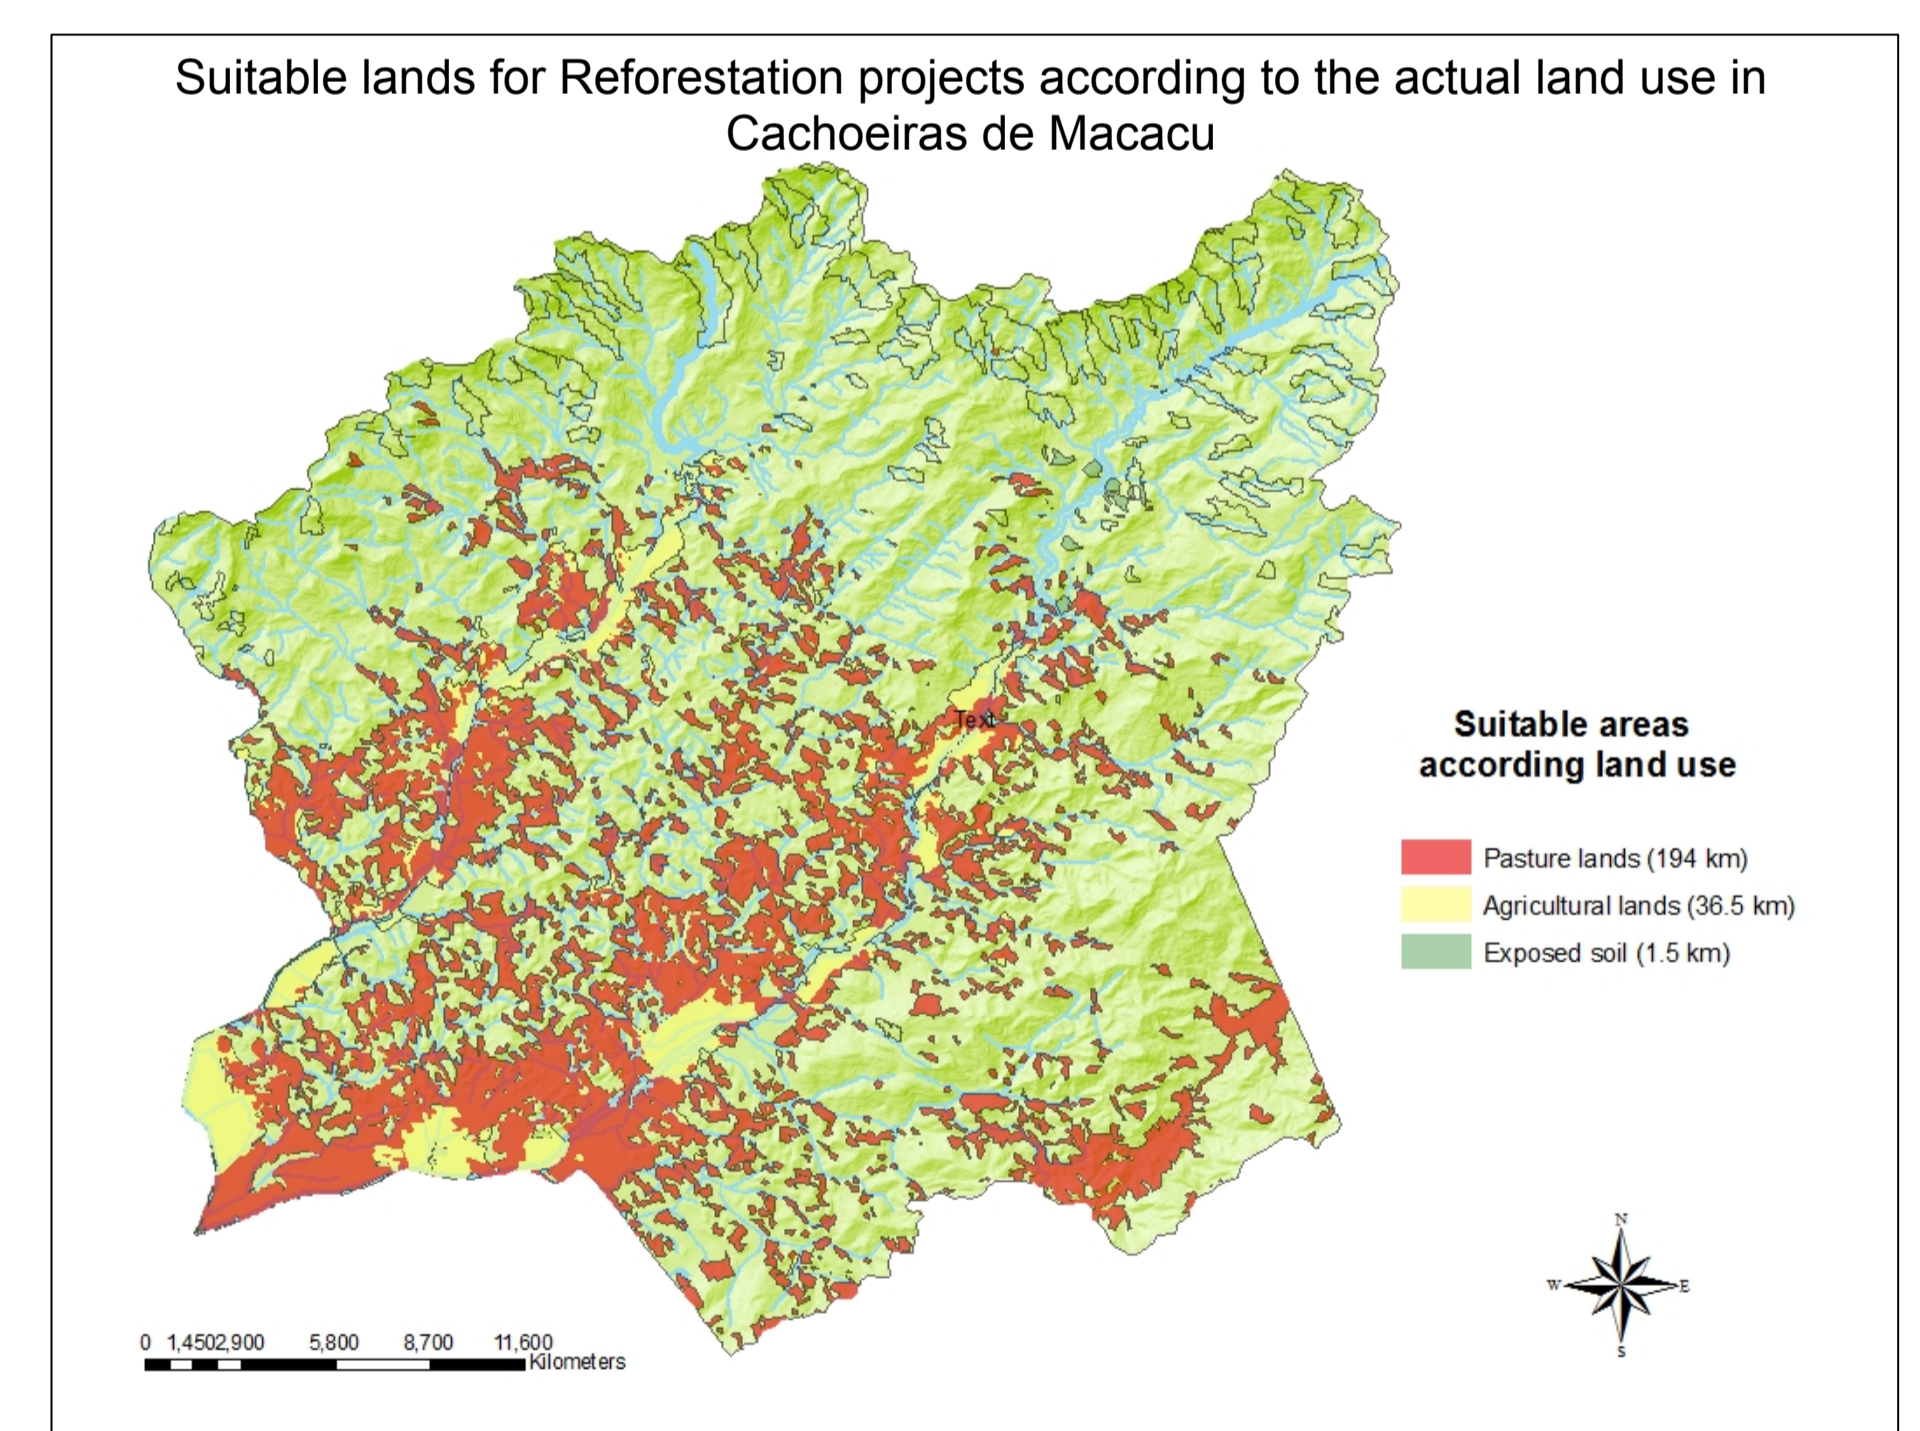 Suitable lands for Reforestation projects according to the actual land use in
Cachoeiras de Macacu
Text
Suitable areas
according land use
Pasture lands (194 km)
Agricultural lands (36.5 km)
Exposed soil (1.5 km)
N
W E
S
0 1,450 2,900 5,800 8,700 11,600
Kilometers